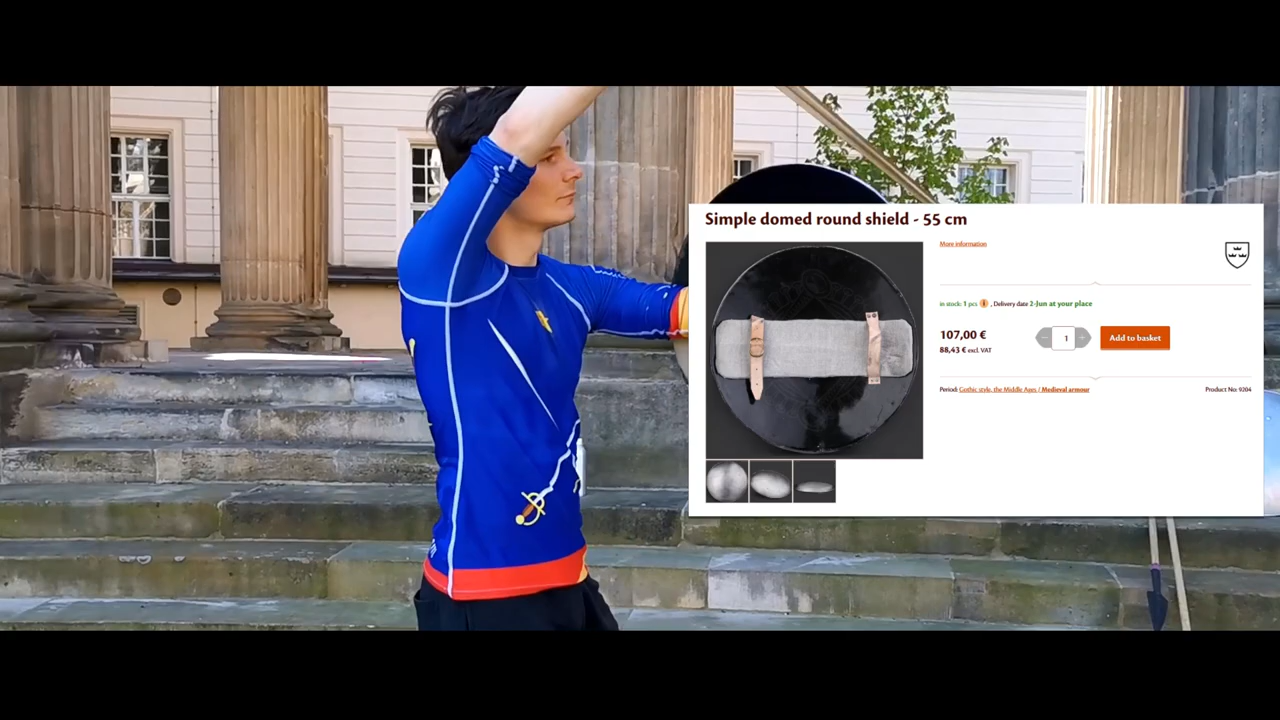 Simple domed round shield - 55 cm
More information
in stock: 1 pcs , Delivery date 2-Jun at your place
107,00 €
1
Add to basket
88,43 € excl. VAT
Period: Gothic style, the Middle Ages / Medieval armour
Product No: 9204